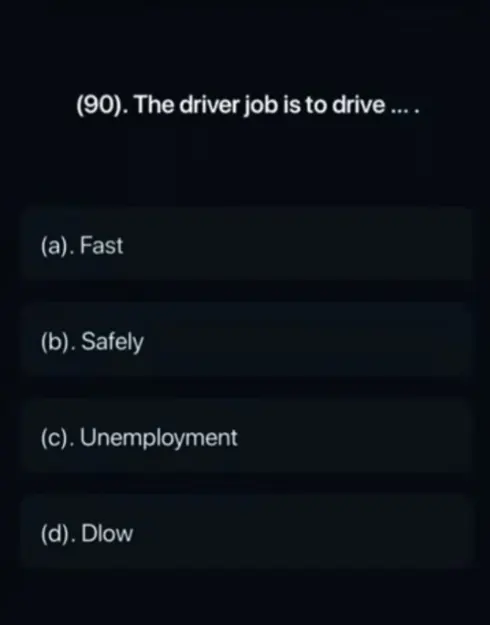 (90). The driver job is to drive ... .
(a). Fast
(b). Safely
(c). Unemployment
(d). Dlow